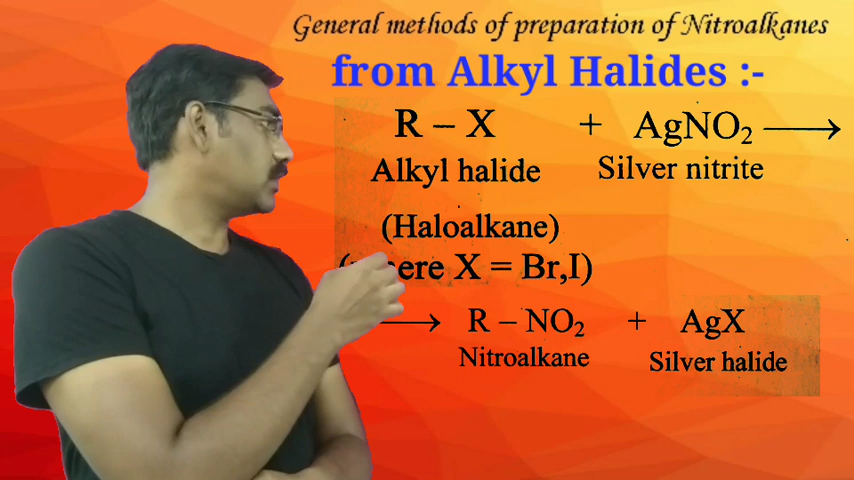 General methods of preparation of Nitroalkanes
from Alkyl Halides :-
R – X + AgNO₂ ⟶
Alkyl halide Silver nitrite
(Haloalkane)
X = Br,I)
⟶ R – NO₂ + AgX
Nitroalkane Silver halide